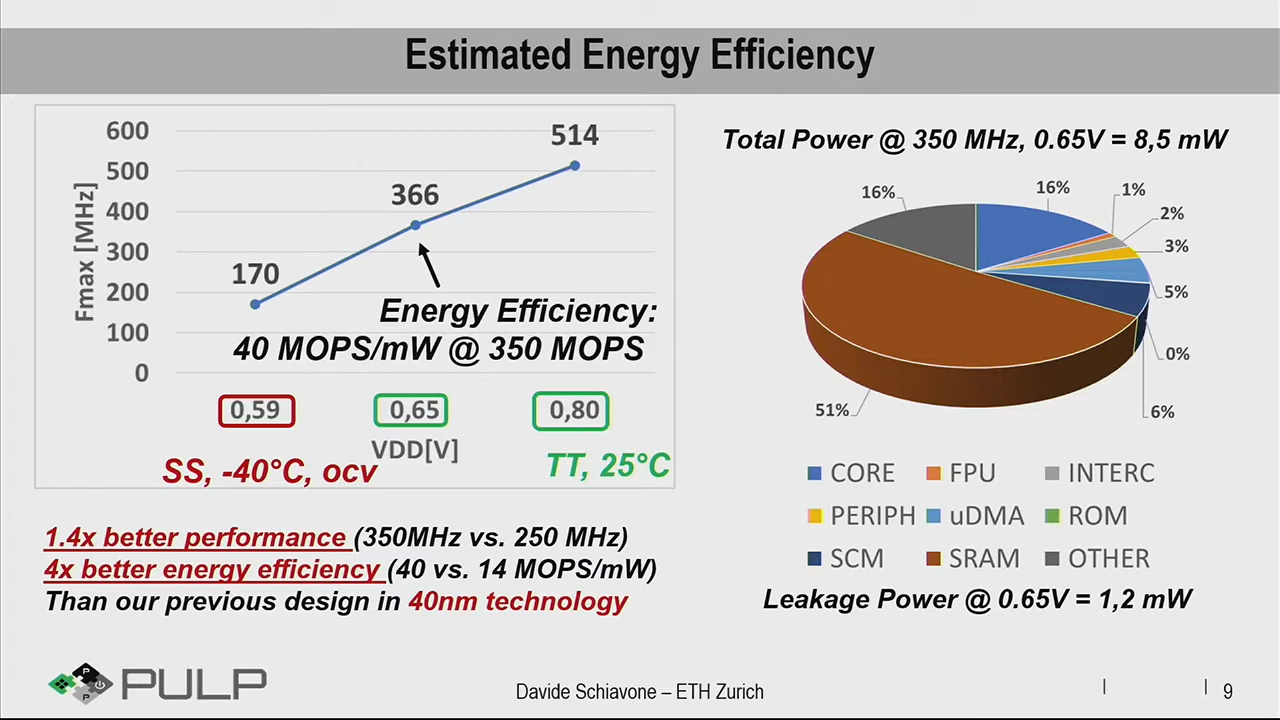 Estimated Energy Efficiency
600
500
400
300
200
100
0
Fmax [MHz]
170
366
514
Energy Efficiency:
40 MOPS/mW @ 350 MOPS
0,59
0,65
0,80
VDD[V]
SS, -40°C, ocv
TT, 25°C
1.4x better performance (350MHz vs. 250 MHz)
4x better energy efficiency (40 vs. 14 MOPS/mW)
Than our previous design in 40nm technology
Total Power @ 350 MHz, 0.65V = 8,5 mW
16%
16%
1%
2%
3%
5%
0%
6%
51%
CORE FPU INTERC
PERIPH uDMA ROM
SCM SRAM OTHER
Leakage Power @ 0.65V = 1,2 mW
PULP
Davide Schiavone – ETH Zurich
9